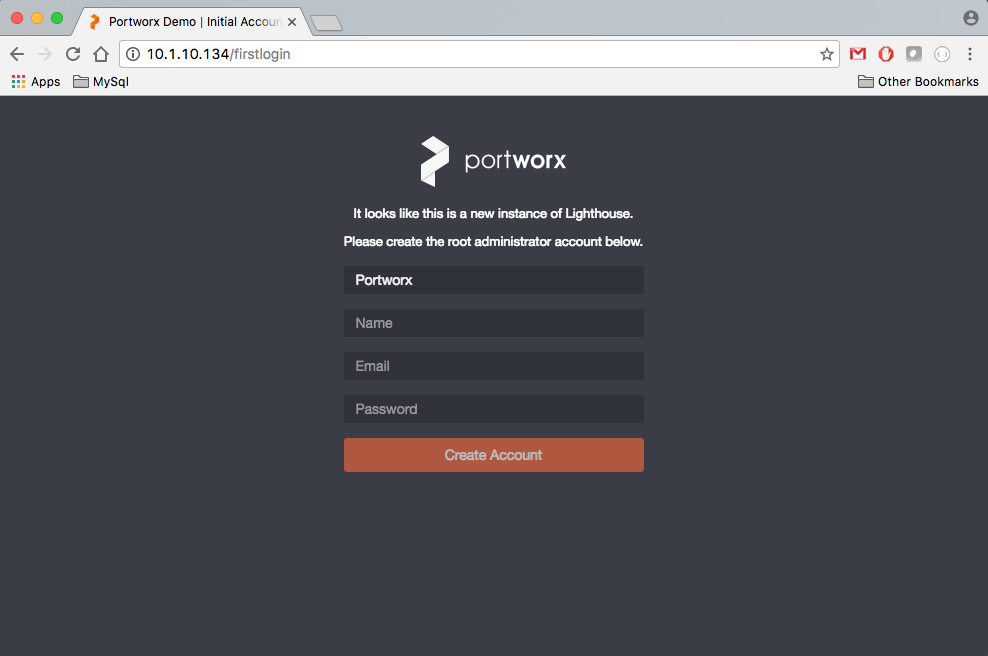 Portworx Demo | Initial Accoun
10.1.10.134/firstlogin
Apps MySql Other Bookmarks
portworx
It looks like this is a new instance of Lighthouse.
Please create the root administrator account below.
Portworx
Name
Email
Password
Create Account